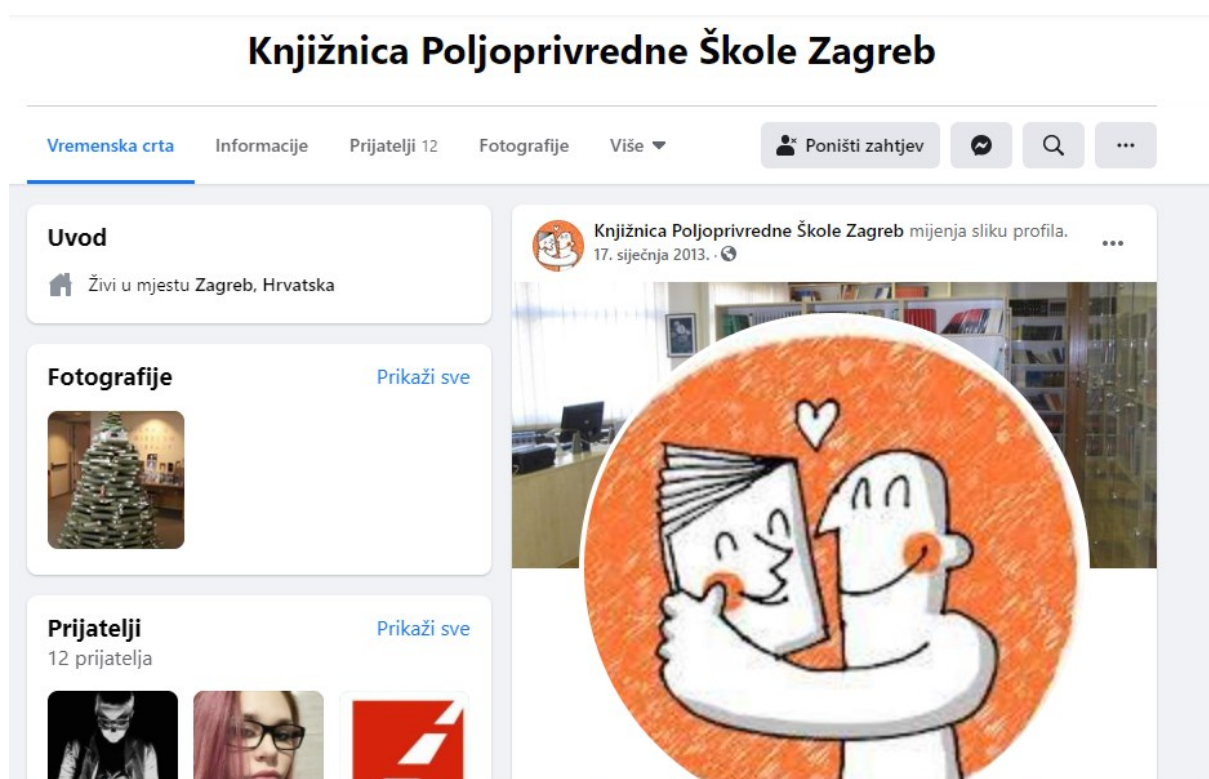 Knjižnica Poljoprivredne Škole Zagreb
Vremenska crta
Informacije
Prijatelji 12
Fotografije
Više
Poništi zahtjev
Uvod
Živi u mjestu Zagreb, Hrvatska
Fotografije
Prikaži sve
Prijatelji
Prikaži sve
12 prijatelja
Knjižnica Poljoprivredne Škole Zagreb mijenja sliku profila.
17. siječnja 2013. ·